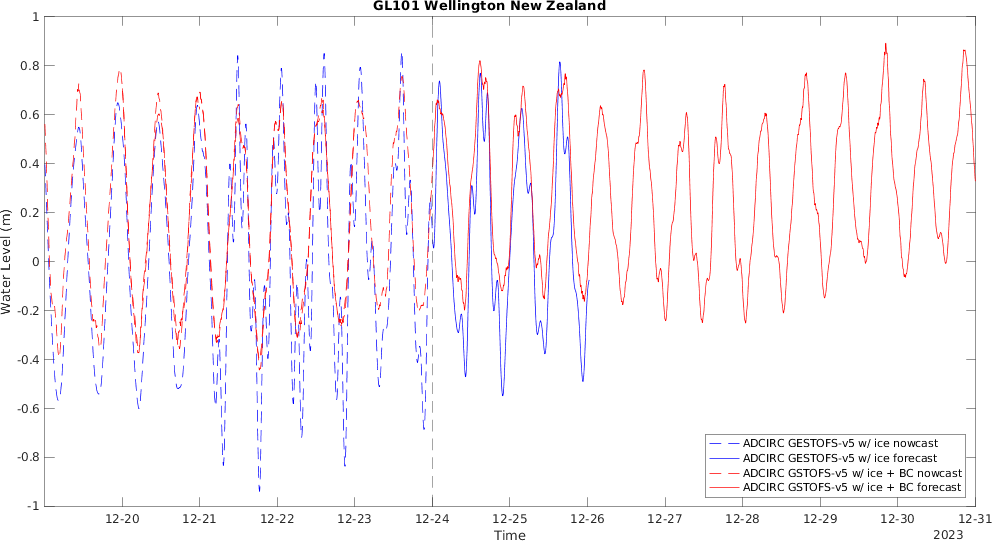 GL101 Wellington New Zealand
1
0.8
0.6
0.4
0.2
0
-0.2
-0.4
-0.6
-0.8
-1
Water Level (m)
ADCIRC GESTOFS-v5 w/ ice nowcast
ADCIRC GESTOFS-v5 w/ ice forecast
ADCIRC GSTOFS-v5 w/ ice + BC nowcast
ADCIRC GSTOFS-v5 w/ ice + BC forecast
12-20 12-21 12-22 12-23 12-24 12-25 12-26 12-27 12-28 12-29 12-30 12-31
Time
2023